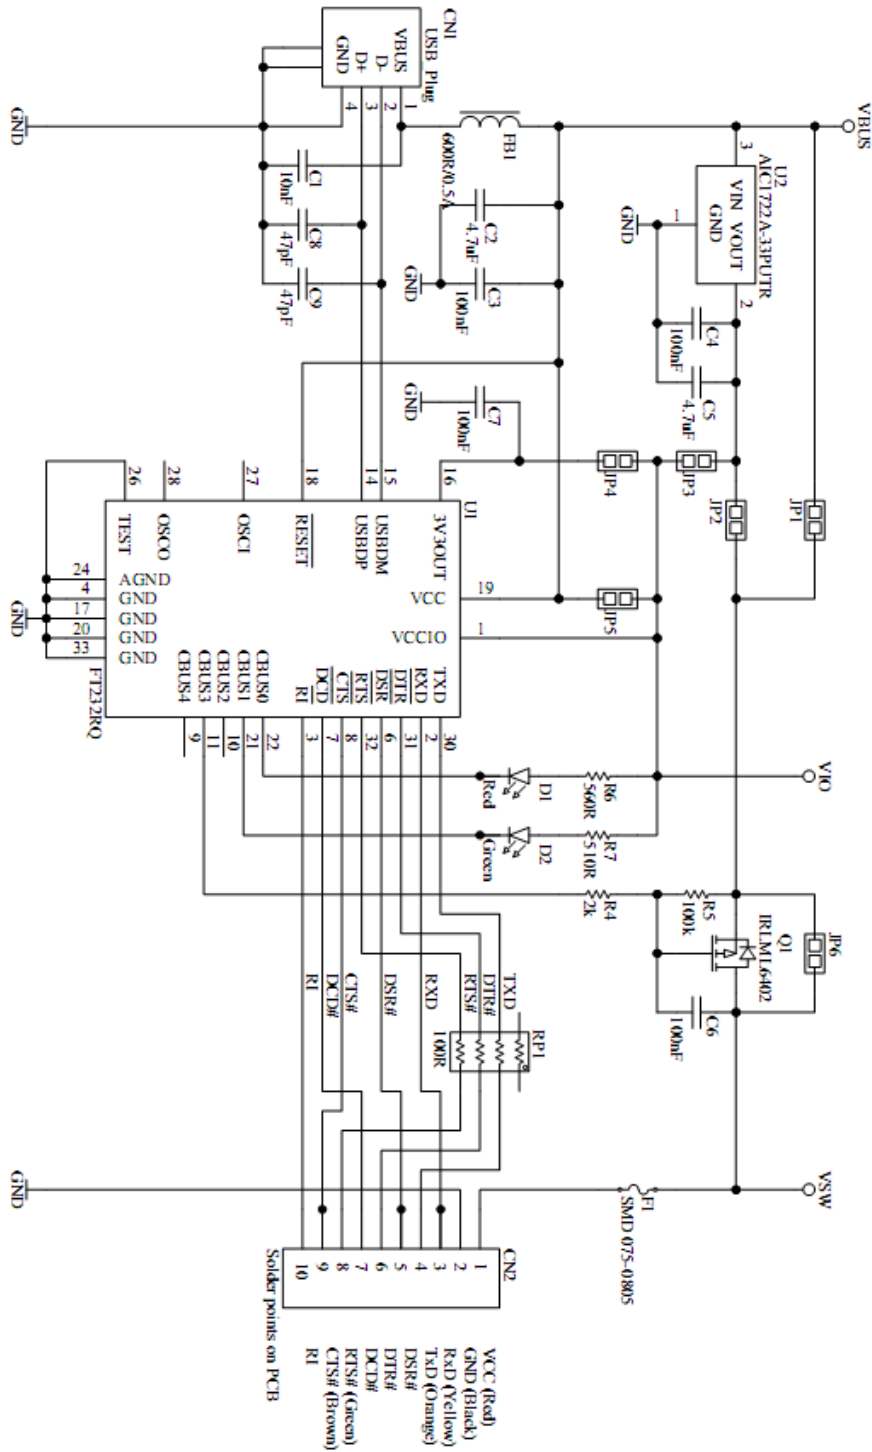 CN1
USB Plug
VBUS
D-
D+
GND
1
2
3
4
GND
C1
10nF
C8
47pF
C9
47pF
FB1
600R/0.5A
C2
4.7uF
C3
100nF
GND
C7
100nF
GND
VBUS
U2
AIC1722A-33PUTR
VIN VOUT
GND
3
1
2
GND
C4
100nF
C5
4.7uF
JP1
JP2
JP3
JP4
JP5
U1
26
28
27
18
14
15
16
TEST
OSCO
OSCI
RESET
USBDP
USBDM
3V3OUT
24
AGND
4
GND
17
GND
20
GND
33
GND
GND
VCC
19
VCCIO
1
CBUS4
CBUS3
CBUS2
CBUS1
CBUS0
RI
DCD
CTS
RTS
DSR
DTR
RXD
TXD
FT232RQ
9
11
10
21
22
3
7
8
32
6
31
2
30
Red
D1
R6
560R
Green
D2
R7
510R
VIO
R4
2k
R5
100k
Q1
IRLML6402
JP6
C6
100nF
RI
DCD#
CTS#
DSR#
RXD
RTS#
DTR#
TXD
RP1
100R
GND
F1
SMD 075-0805
VSW
CN2
1
2
3
4
5
6
7
8
9
10
Solder points on PCB
VCC (Red)
GND (Black)
RxD (Yellow)
TxD (Orange)
DSR#
DTR#
DCD#
RTS# (Green)
CTS# (Brown)
RI